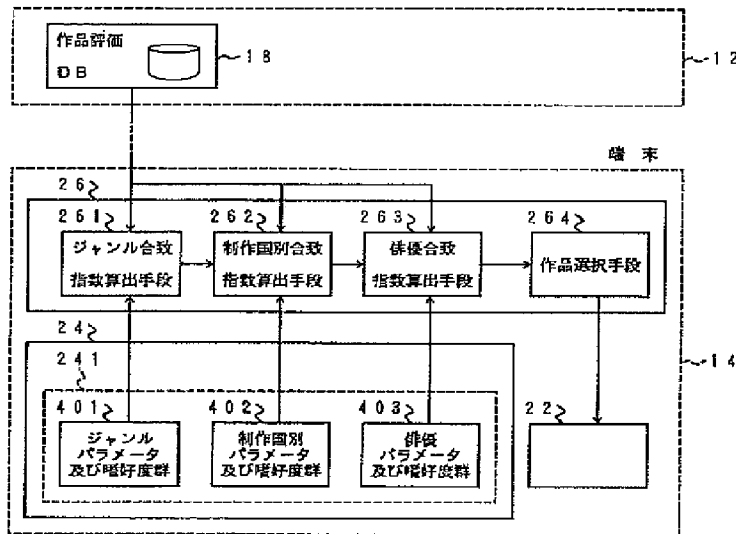 作品評価
DB
18
12
端末
26
261
262
263
264
ジャンル合致
指数算出手段
制作国別合致
指数算出手段
俳優合致
指数算出手段
作品選択手段
24
241
14
401
402
403
22
ジャンル
パラメータ
及び嗜好度群
制作国別
パラメータ
及び嗜好度群
俳優
パラメータ
及び嗜好度群